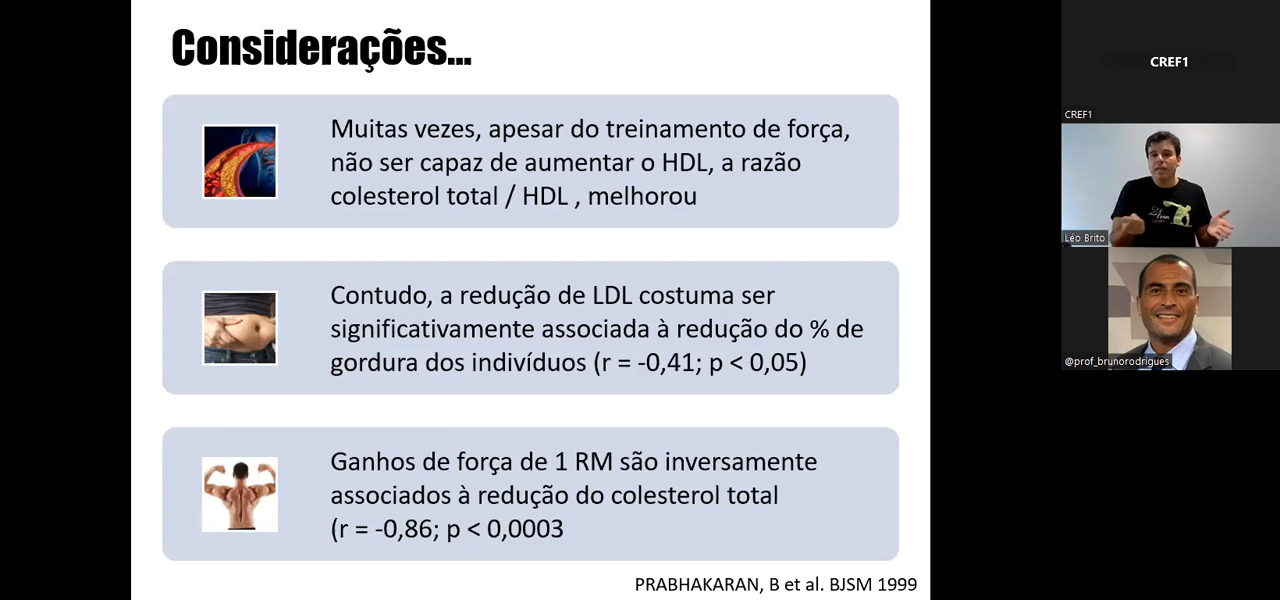 Considerações...
Muitas vezes, apesar do treinamento de força,
não ser capaz de aumentar o HDL, a razão
colesterol total / HDL , melhorou
Contudo, a redução de LDL costuma ser
significativamente associada à redução do % de
gordura dos indivíduos (r = -0,41; p < 0,05)
Ganhos de força de 1 RM são inversamente
associados à redução do colesterol total
(r = -0,86; p < 0,0003
PRABHAKARAN, B et al. BJSM 1999
CREF1
CREF1
Léo Brito
@prof_brunorodrigues